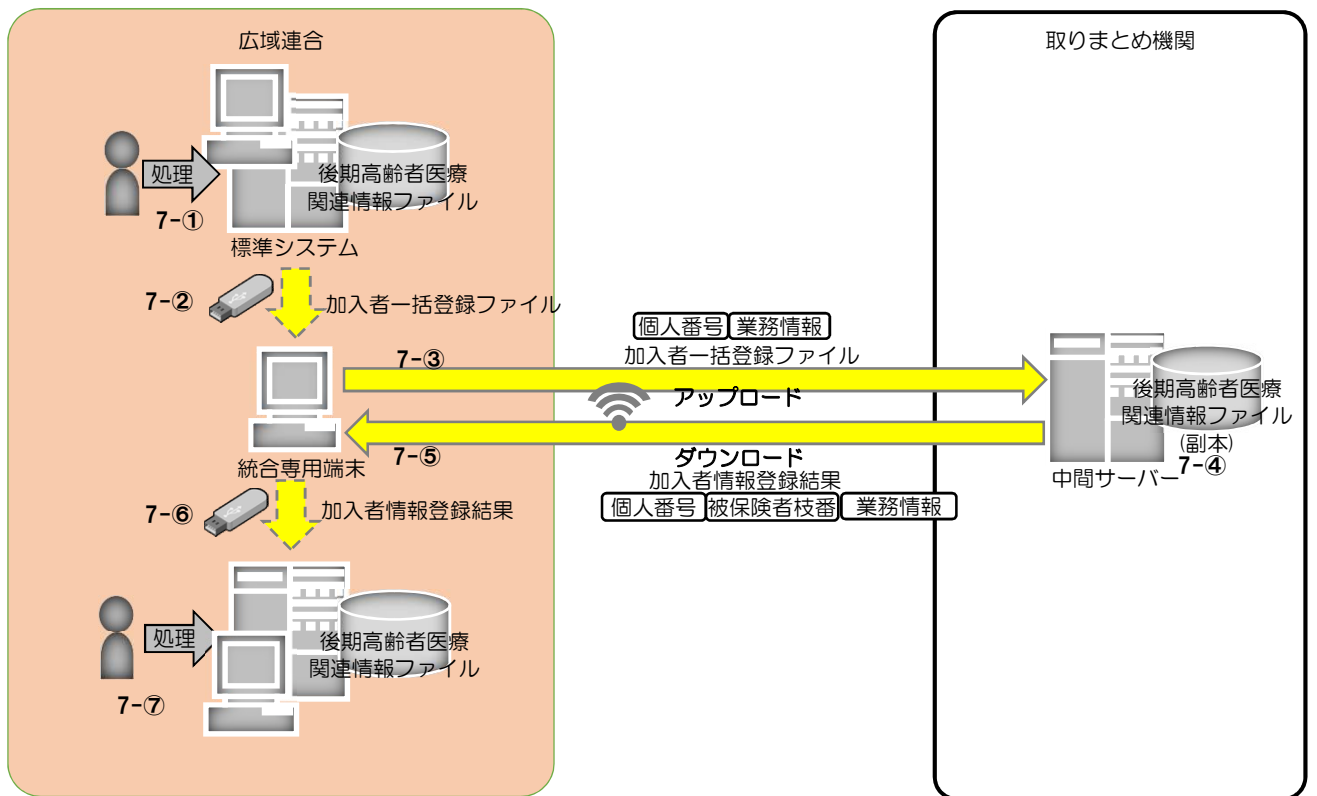 広域連合
取りまとめ機関
処理
7-①
後期高齢者医療
関連情報ファイル
標準システム
7-②
加入者一括登録ファイル
個人番号 業務情報
加入者一括登録ファイル
7-③
アップロード
後期高齢者医療
関連情報ファイル
(副本)
7-④
中間サーバー
統合専用端末
7-⑤
ダウンロード
加入者情報登録結果
個人番号 被保険者枝番 業務情報
7-⑥
加入者情報登録結果
処理
後期高齢者医療
関連情報ファイル
7-⑦